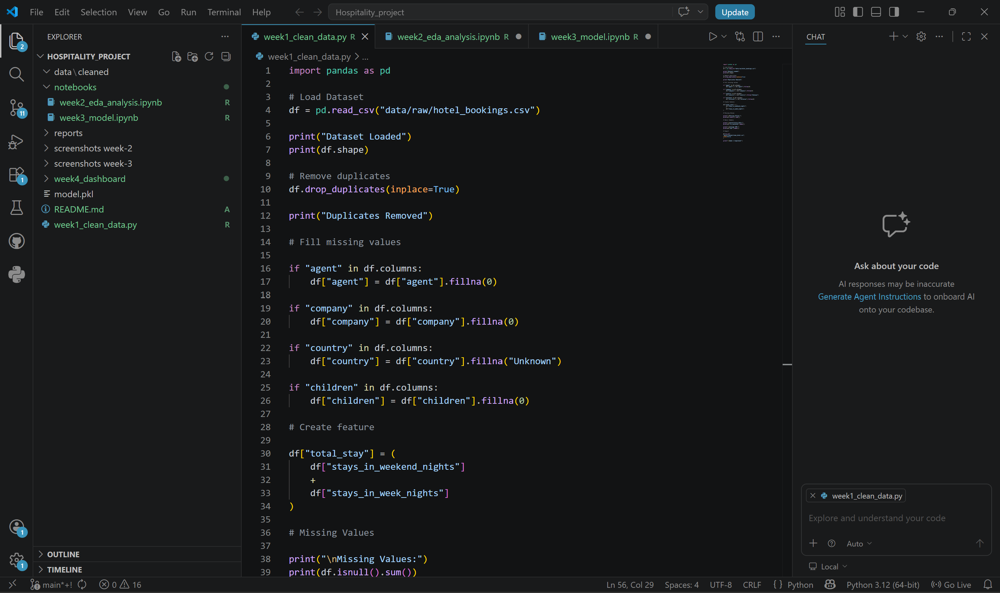 File Edit Selection View Go Run Terminal Help
Hospitality_project
Update
EXPLORER
HOSPITALITY_PROJECT
data\cleaned
notebooks
week2_eda_analysis.ipynb R
week3_model.ipynb R
reports
screenshots week-2
screenshots week-3
week4_dashboard
model.pkl
README.md A
week1_clean_data.py R
OUTLINE
TIMELINE
2
11
1
1
1
week1_clean_data.py R
week2_eda_analysis.ipynb R
week3_model.ipynb R
week1_clean_data.py > ...
1 import pandas as pd
2
3 # Load Dataset
4 df = pd.read_csv("data/raw/hotel_bookings.csv")
5
6 print("Dataset Loaded")
7 print(df.shape)
8
9 # Remove duplicates
10 df.drop_duplicates(inplace=True)
11
12 print("Duplicates Removed")
13
14 # Fill missing values
15
16 if "agent" in df.columns:
17 df["agent"] = df["agent"].fillna(0)
18
19 if "company" in df.columns:
20 df["company"] = df["company"].fillna(0)
21
22 if "country" in df.columns:
23 df["country"] = df["country"].fillna("Unknown")
24
25 if "children" in df.columns:
26 df["children"] = df["children"].fillna(0)
27
28 # Create feature
29
30 df["total_stay"] = (
31 df["stays_in_weekend_nights"]
32 +
33 df["stays_in_week_nights"]
34 )
35
36 # Missing Values
37
38 print("\nMissing Values:")
39 print(df.isnull().sum())
CHAT
Ask about your code
AI responses may be inaccurate
Generate Agent Instructions to onboard AI
onto your codebase.
week1_clean_data.py
Explore and understand your code
Auto
Local
main*+! 0 16
Ln 56, Col 29 Spaces: 4 UTF-8 CRLF { } Python Python 3.12 (64-bit) Go Live